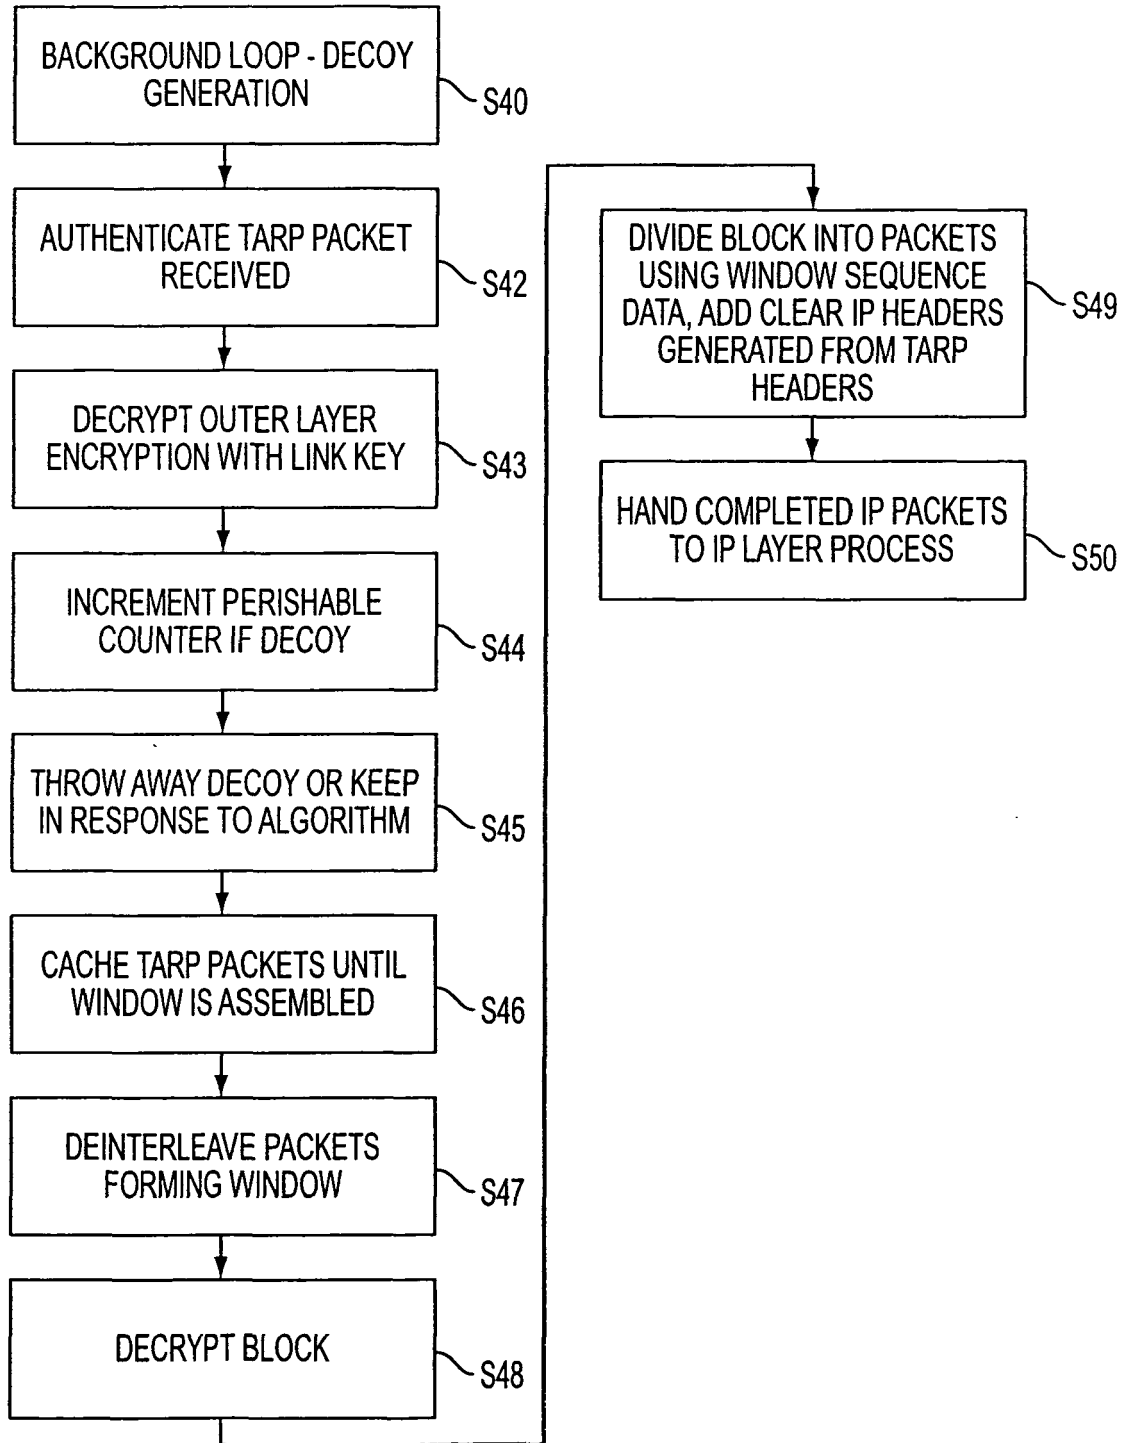 BACKGROUND LOOP - DECOY
GENERATION
S40
AUTHENTICATE TARP PACKET
RECEIVED
S42
DECRYPT OUTER LAYER
ENCRYPTION WITH LINK KEY
S43
INCREMENT PERISHABLE
COUNTER IF DECOY
S44
THROW AWAY DECOY OR KEEP
IN RESPONSE TO ALGORITHM
S45
CACHE TARP PACKETS UNTIL
WINDOW IS ASSEMBLED
S46
DEINTERLEAVE PACKETS
FORMING WINDOW
S47
DECRYPT BLOCK
S48
DIVIDE BLOCK INTO PACKETS
USING WINDOW SEQUENCE
DATA, ADD CLEAR IP HEADERS
GENERATED FROM TARP
HEADERS
S49
HAND COMPLETED IP PACKETS
TO IP LAYER PROCESS
S50